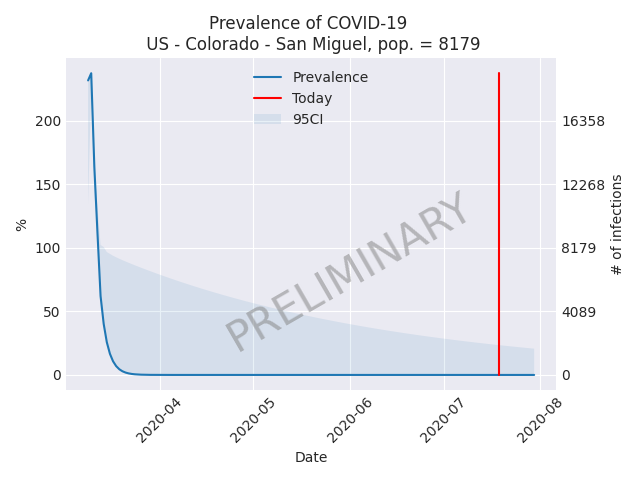 Prevalence of COVID-19
US - Colorado - San Miguel, pop. = 8179
Prevalence
Today
95CI
200
150
100
50
0
%
16358
12268
8179
4089
0
# of infections
PRELIMINARY
2020-04
2020-05
2020-06
2020-07
2020-08
Date